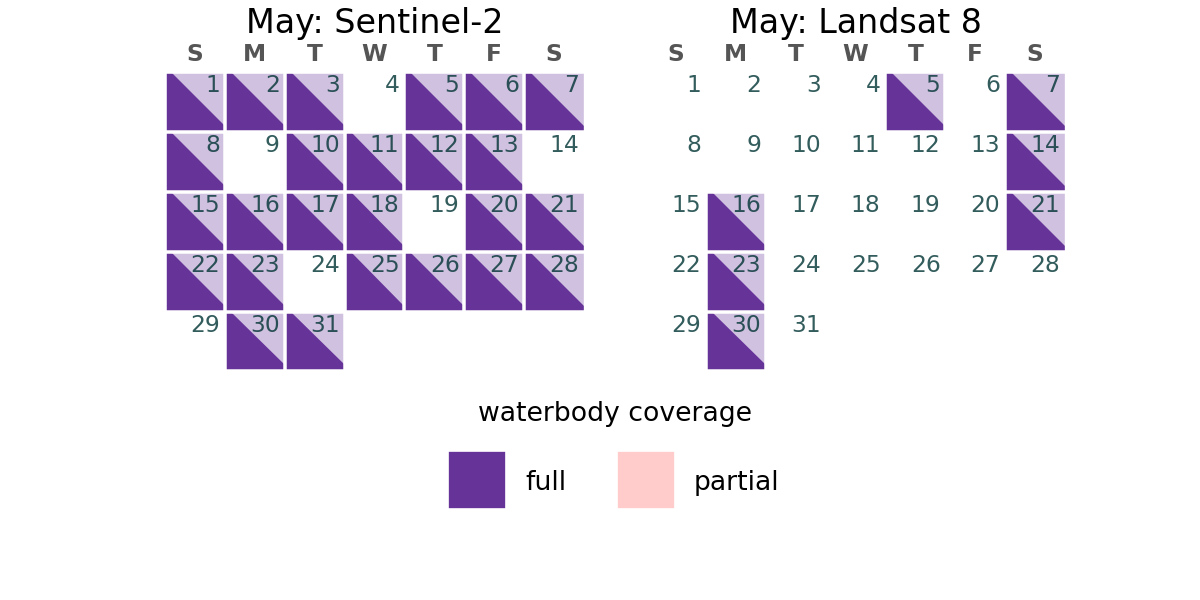 May: Sentinel-2
S M T W T F S
1 2 3 4 5 6 7
8 9 10 11 12 13 14
15 16 17 18 19 20 21
22 23 24 25 26 27 28
29 30 31
May: Landsat 8
S M T W T F S
1 2 3 4 5 6 7
8 9 10 11 12 13 14
15 16 17 18 19 20 21
22 23 24 25 26 27 28
29 30 31
waterbody coverage
full partial